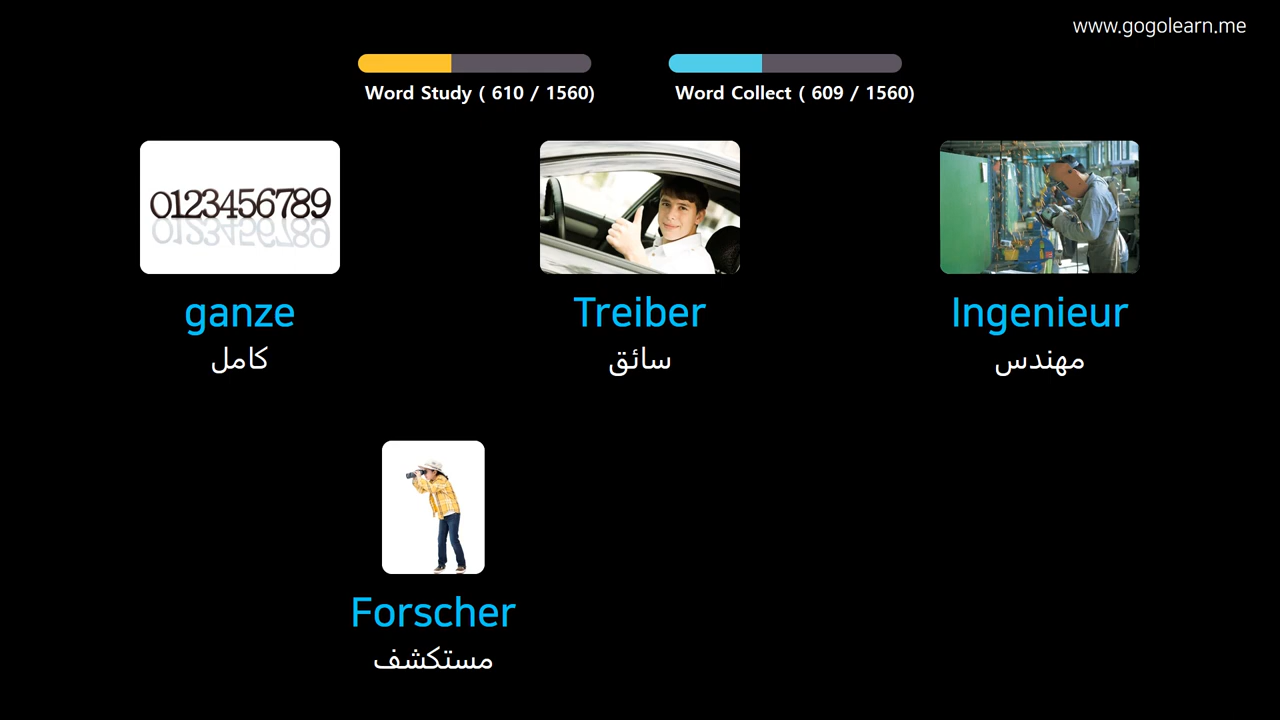 www.gogolearn.me
Word Study ( 610 / 1560)
Word Collect ( 609 / 1560)
0123456789
ganze
كامل
Treiber
سائق
Ingenieur
مهندس
Forscher
مستكشف